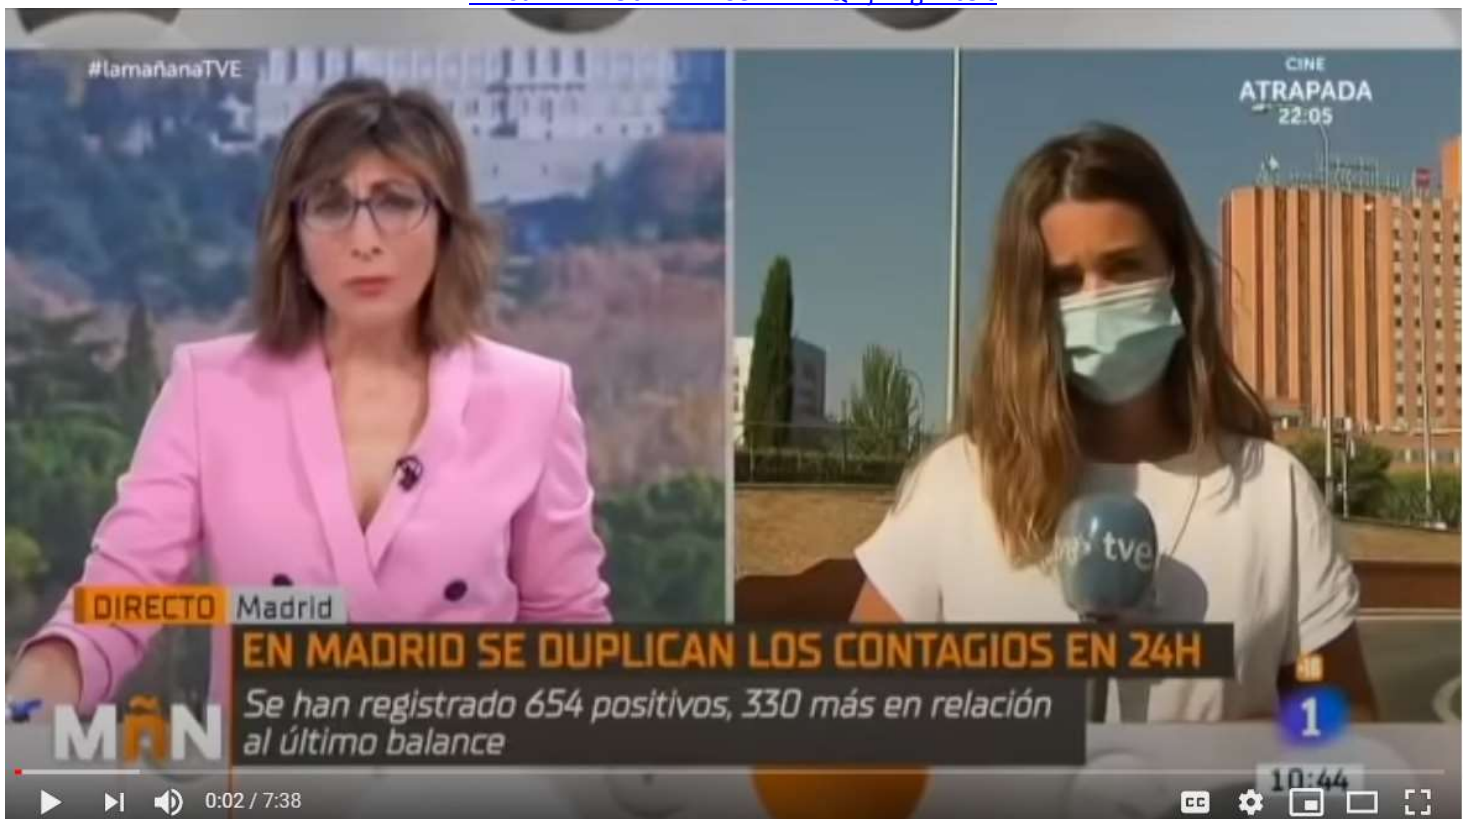 #lamañanaTVE
CINE
ATRAPADA
22:05
tve
DIRECTO Madrid
EN MADRID SE DUPLICAN LOS CONTAGIOS EN 24H
Se han registrado 654 positivos, 330 más en relación
al último balance
MÑN
1
10:44
0:02 / 7:38
CC